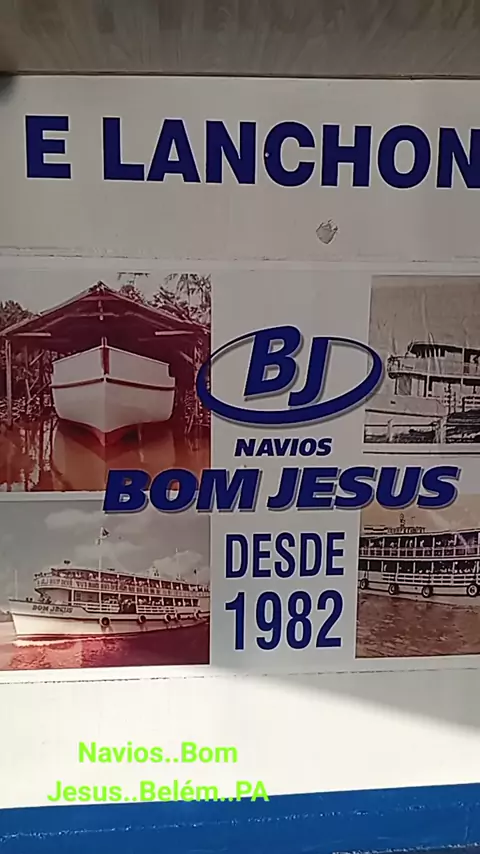 E LANCHON
BJ
NAVIOS
BOM JESUS
DESDE
1982
BOM JESUS
Navios..Bom
Jesus..Belém..PA